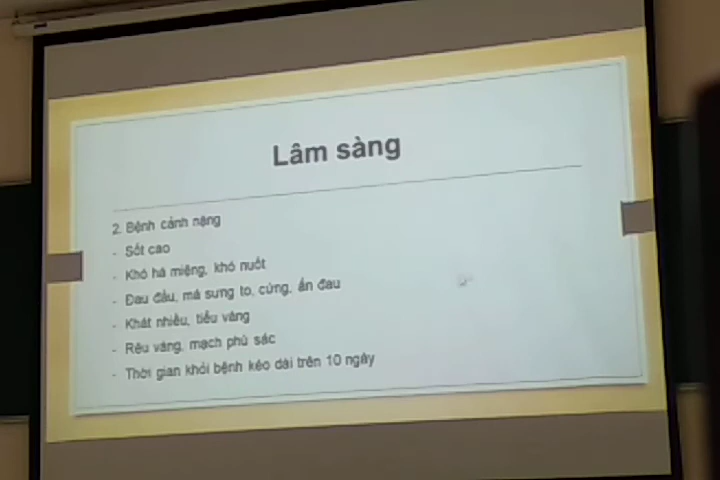 Lâm sàng
2. Bệnh cảnh nặng
- Sốt cao
- Khó há miệng, khó nuốt
- Đau đầu, má sưng to, cứng, ấn đau
- Khát nhiều, tiểu vàng
- Rêu vàng, mạch phù sác
- Thời gian khỏi bệnh kéo dài trên 10 ngày